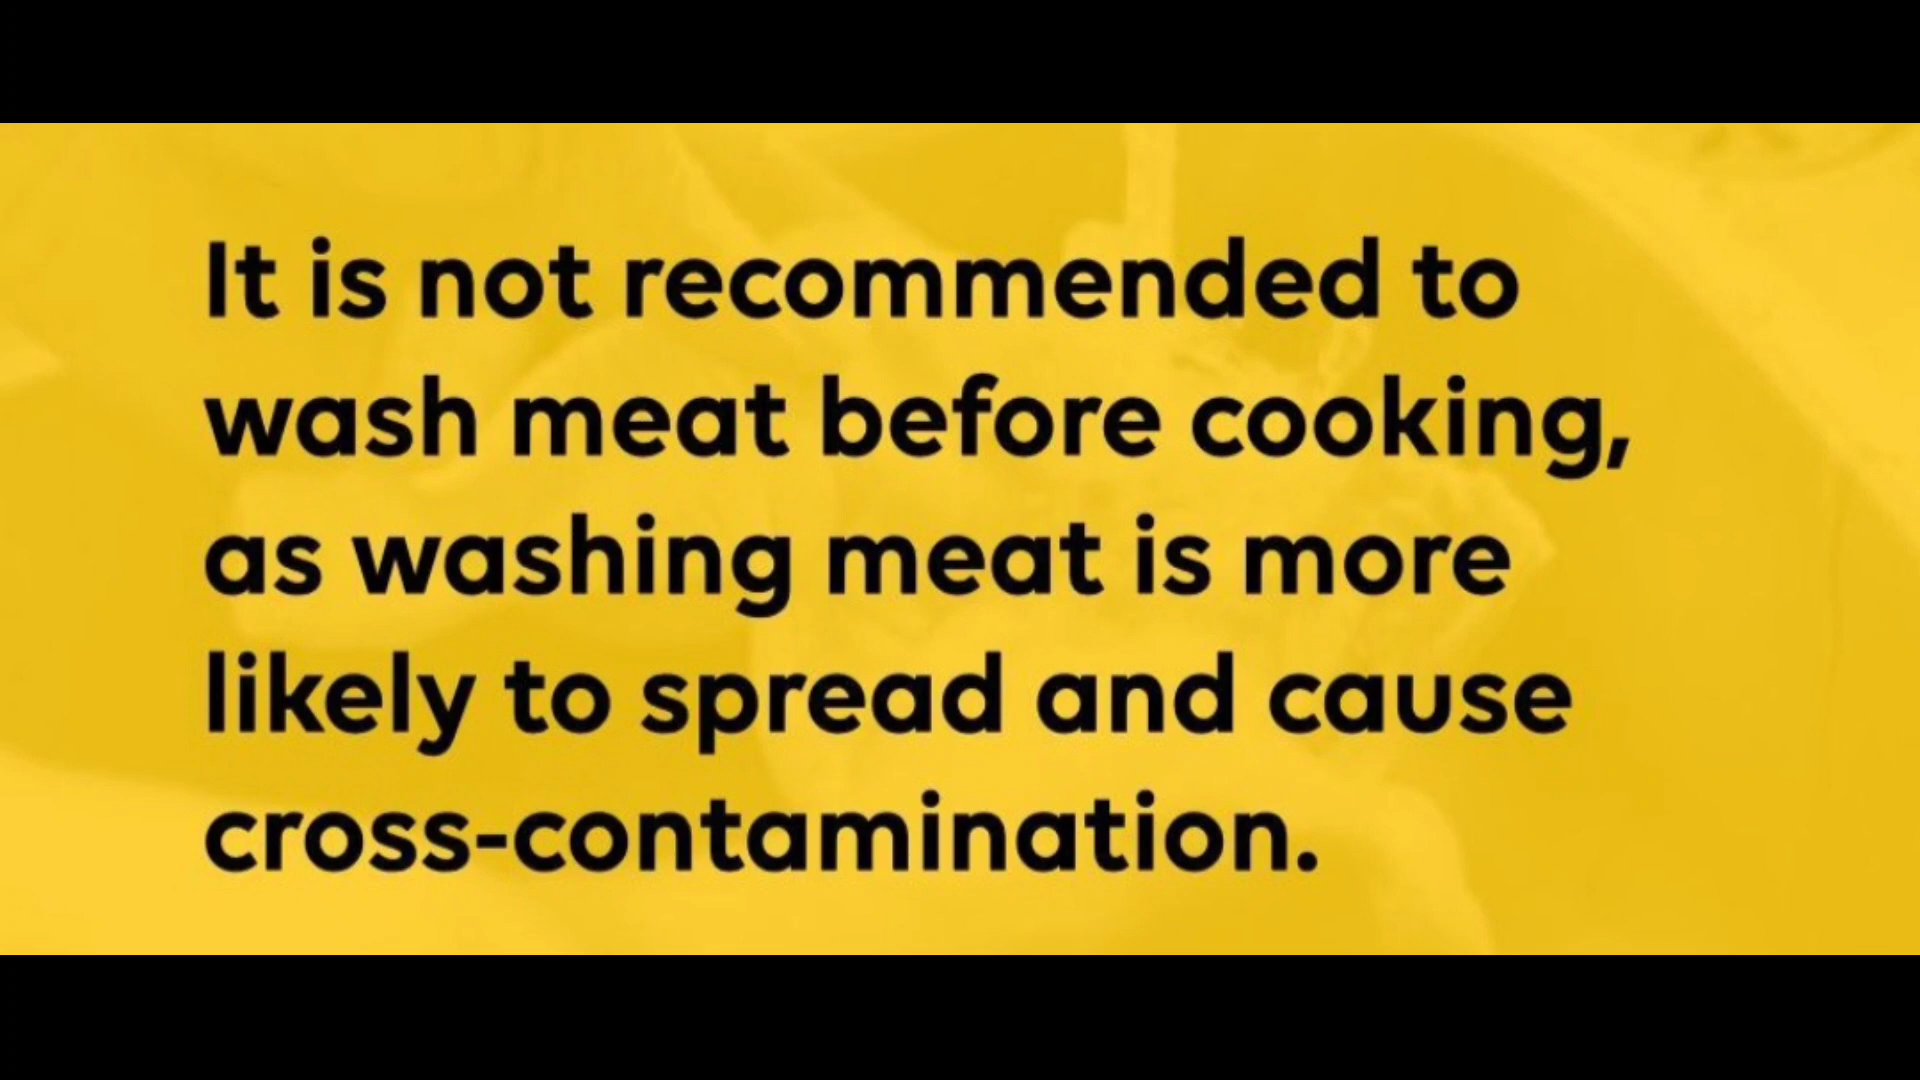 It is not recommended to
wash meat before cooking,
as washing meat is more
likely to spread and cause
cross-contamination.